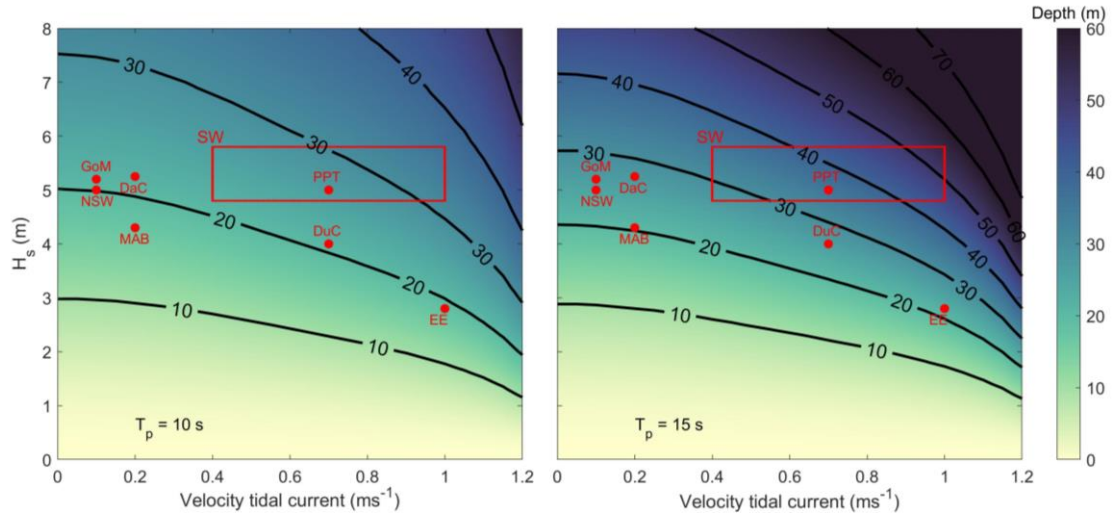 Depth (m)
8
7
6
5
4
3
2
1
0
H_s (m)
30
40
30
SW
GoM
DaC
NSW
PPT
MAB
20
DuC
30
20
EE
10
10
T_p = 10 s
0
0.2
0.4
0.6
0.8
1
1.2
Velocity tidal current (ms⁻¹)
70
60
50
40
SW
40
30
GoM
DaC
NSW
PPT
50
60
30
MAB
20
DuC
40
30
20
EE
10
10
T_p = 15 s
0
0.2
0.4
0.6
0.8
1
1.2
Velocity tidal current (ms⁻¹)
60
50
40
30
20
10
0